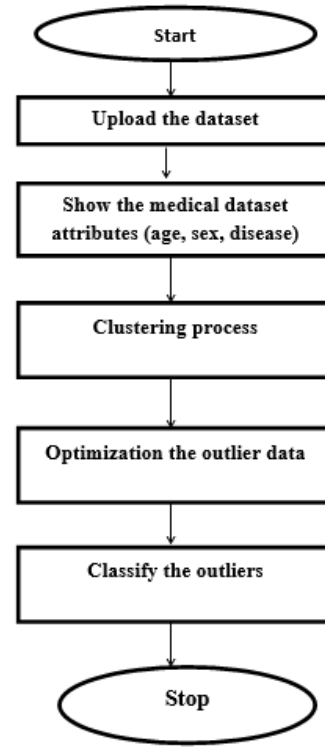 Start
Upload the dataset
Show the medical dataset
attributes (age, sex, disease)
Clustering process
Optimization the outlier data
Classify the outliers
Stop